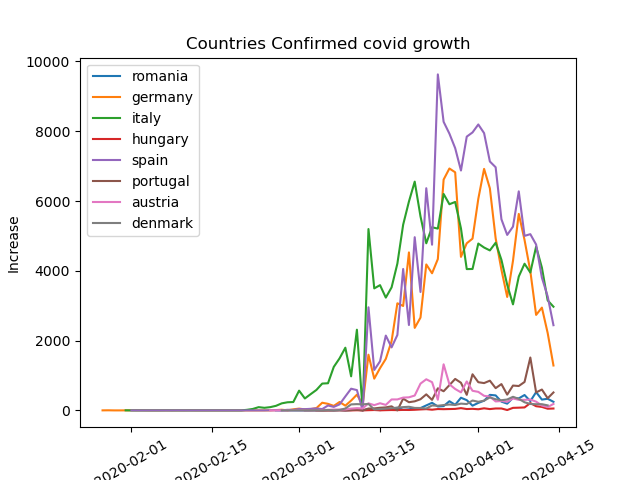 Countries Confirmed covid growth
romania
germany
italy
hungary
spain
portugal
austria
denmark
Increase
10000
8000
6000
4000
2000
0
2020-02-01
2020-02-15
2020-03-01
2020-03-15
2020-04-01
2020-04-15